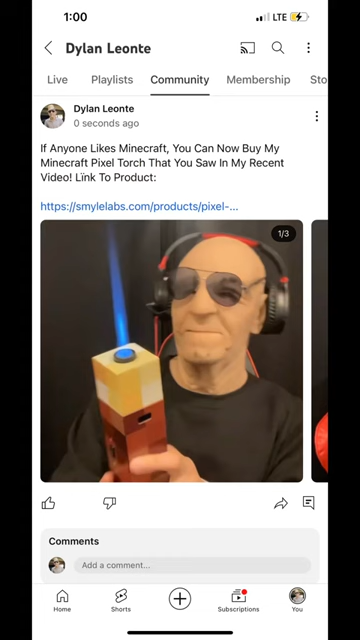 1:00
LTE
Dylan Leonte
Live Playlists Community Membership Sto
Dylan Leonte
0 seconds ago
If Anyone Likes Minecraft, You Can Now Buy My
Minecraft Pixel Torch That You Saw In My Recent
Video! Lïnk To Product:
https://smylelabs.com/products/pixel-...
1/3
Comments
Add a comment...
Home Shorts Subscriptions You